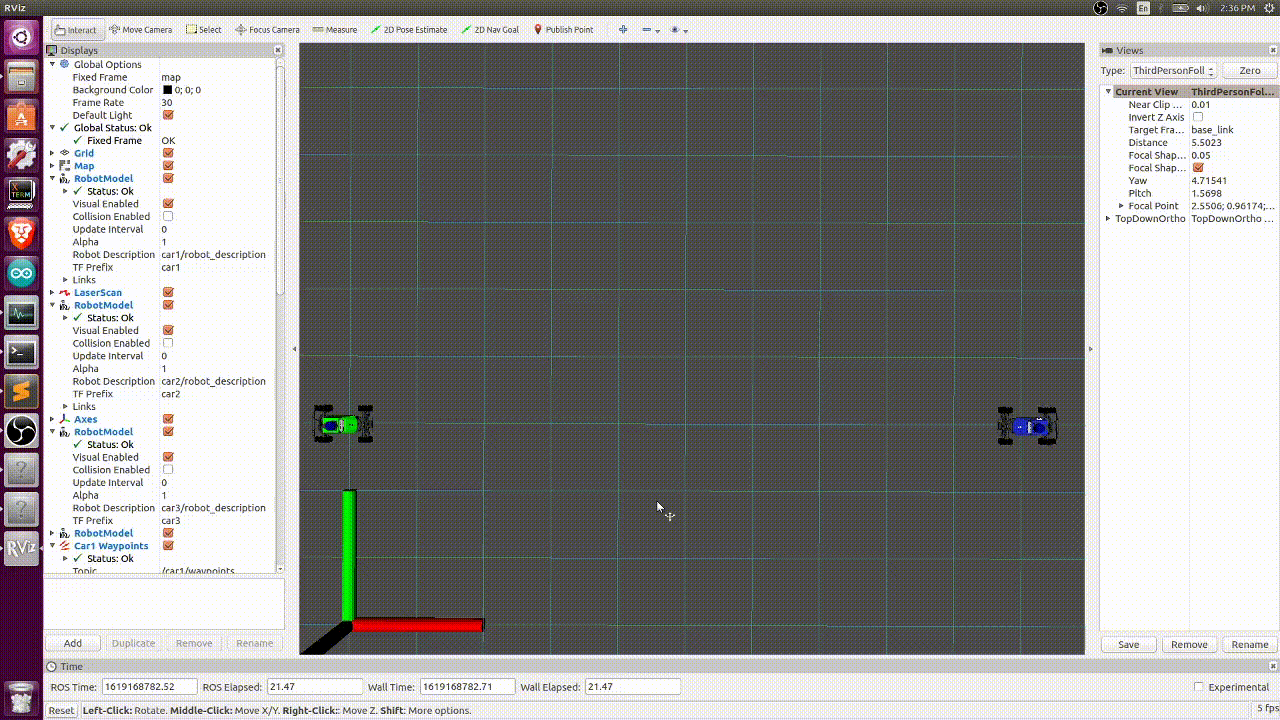 RViz
En
2:36 PM
Interact
Move Camera
Select
Focus Camera
Measure
2D Pose Estimate
2D Nav Goal
Publish Point
Displays
Global Options
Fixed Frame map
Background Color 0; 0; 0
Frame Rate 30
Default Light
Global Status: Ok
Fixed Frame OK
Grid
Map
RobotModel
Status: Ok
Visual Enabled
Collision Enabled
Update Interval 0
Alpha 1
Robot Description car1/robot_description
TF Prefix car1
Links
LaserScan
RobotModel
Status: Ok
Visual Enabled
Collision Enabled
Update Interval 0
Alpha 1
Robot Description car2/robot_description
TF Prefix car2
Links
Axes
RobotModel
Status: Ok
Visual Enabled
Collision Enabled
Update Interval 0
Alpha 1
Robot Description car3/robot_description
TF Prefix car3
RobotModel
Car1 Waypoints
Status: Ok
Topic /car1/waypoints
Add Duplicate Remove Rename
X
TERM
>_
S
?
?
RViz
Views
Type: ThirdPersonFoll Zero
Current View ThirdPersonFol...
Near Clip ... 0.01
Invert Z Axis
Target Fra... base_link
Distance 5.5023
Focal Shap... 0.05
Focal Shap...
Yaw 4.71541
Pitch 1.5698
Focal Point 2.5506; 0.96174;...
TopDownOrtho TopDownOrtho ...
Save Remove Rename
Time
ROS Time: 1619168782.52 ROS Elapsed: 21.47 Wall Time: 1619168782.71 Wall Elapsed: 21.47 Experimental
Reset Left-Click: Rotate. Middle-Click: Move X/Y. Right-Click:: Move Z. Shift: More options. 5 fps